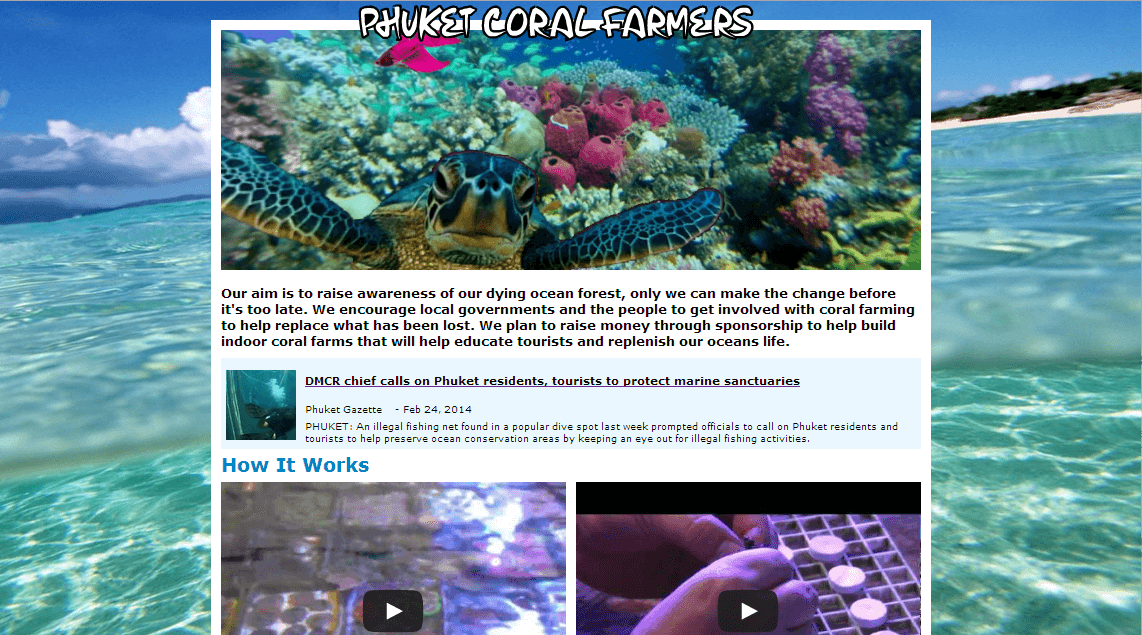 PHUKET CORAL FARMERS
Our aim is to raise awareness of our dying ocean forest, only we can make the change before
it's too late. We encourage local governments and the people to get involved with coral farming
to help replace what has been lost. We plan to raise money through sponsorship to help build
indoor coral farms that will help educate tourists and replenish our oceans life.
DMCR chief calls on Phuket residents, tourists to protect marine sanctuaries
Phuket Gazette - Feb 24, 2014
PHUKET: An illegal fishing net found in a popular dive spot last week prompted officials to call on Phuket residents and
tourists to help preserve ocean conservation areas by keeping an eye out for illegal fishing activities.
How It Works